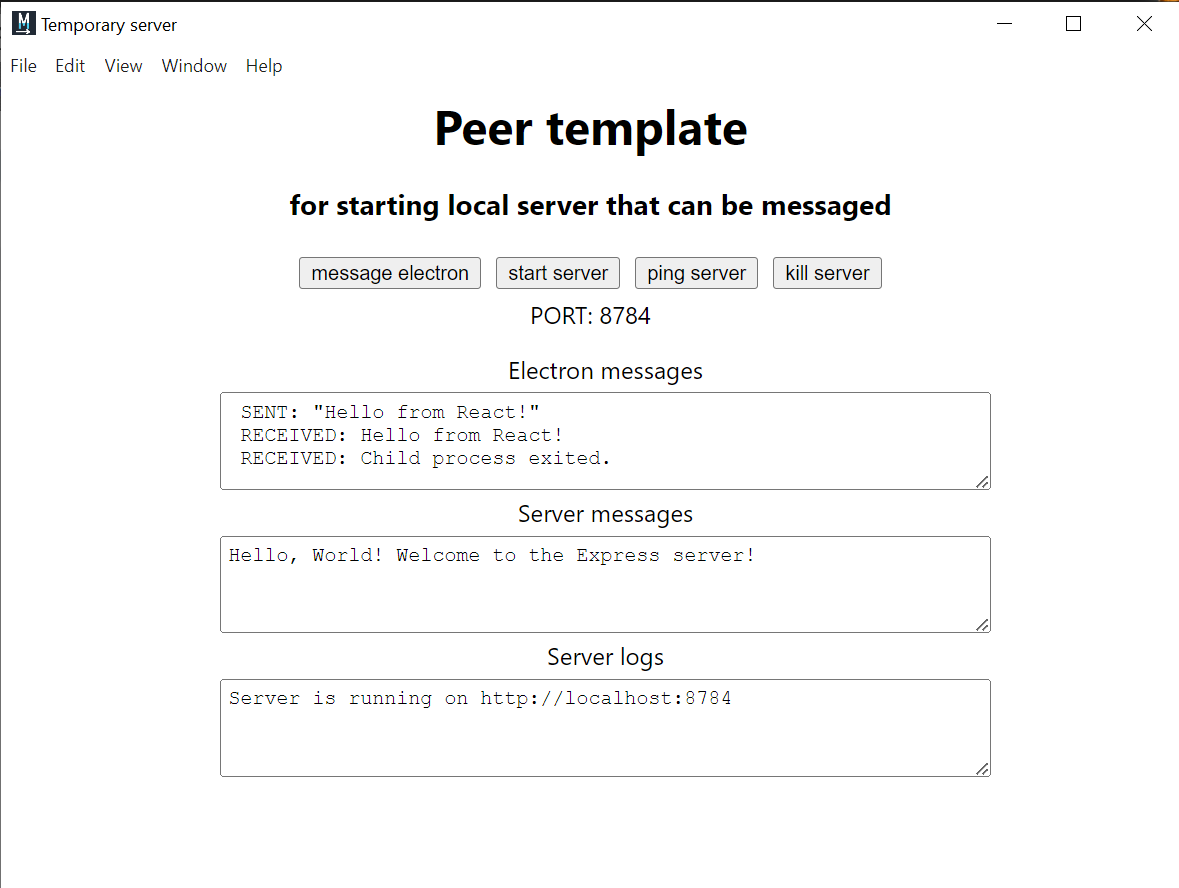 Temporary server
File Edit View Window Help
Peer template
for starting local server that can be messaged
message electron start server ping server kill server
PORT: 8784
Electron messages
SENT: "Hello from React!"
RECEIVED: Hello from React!
RECEIVED: Child process exited.
Server messages
Hello, World! Welcome to the Express server!
Server logs
Server is running on http://localhost:8784